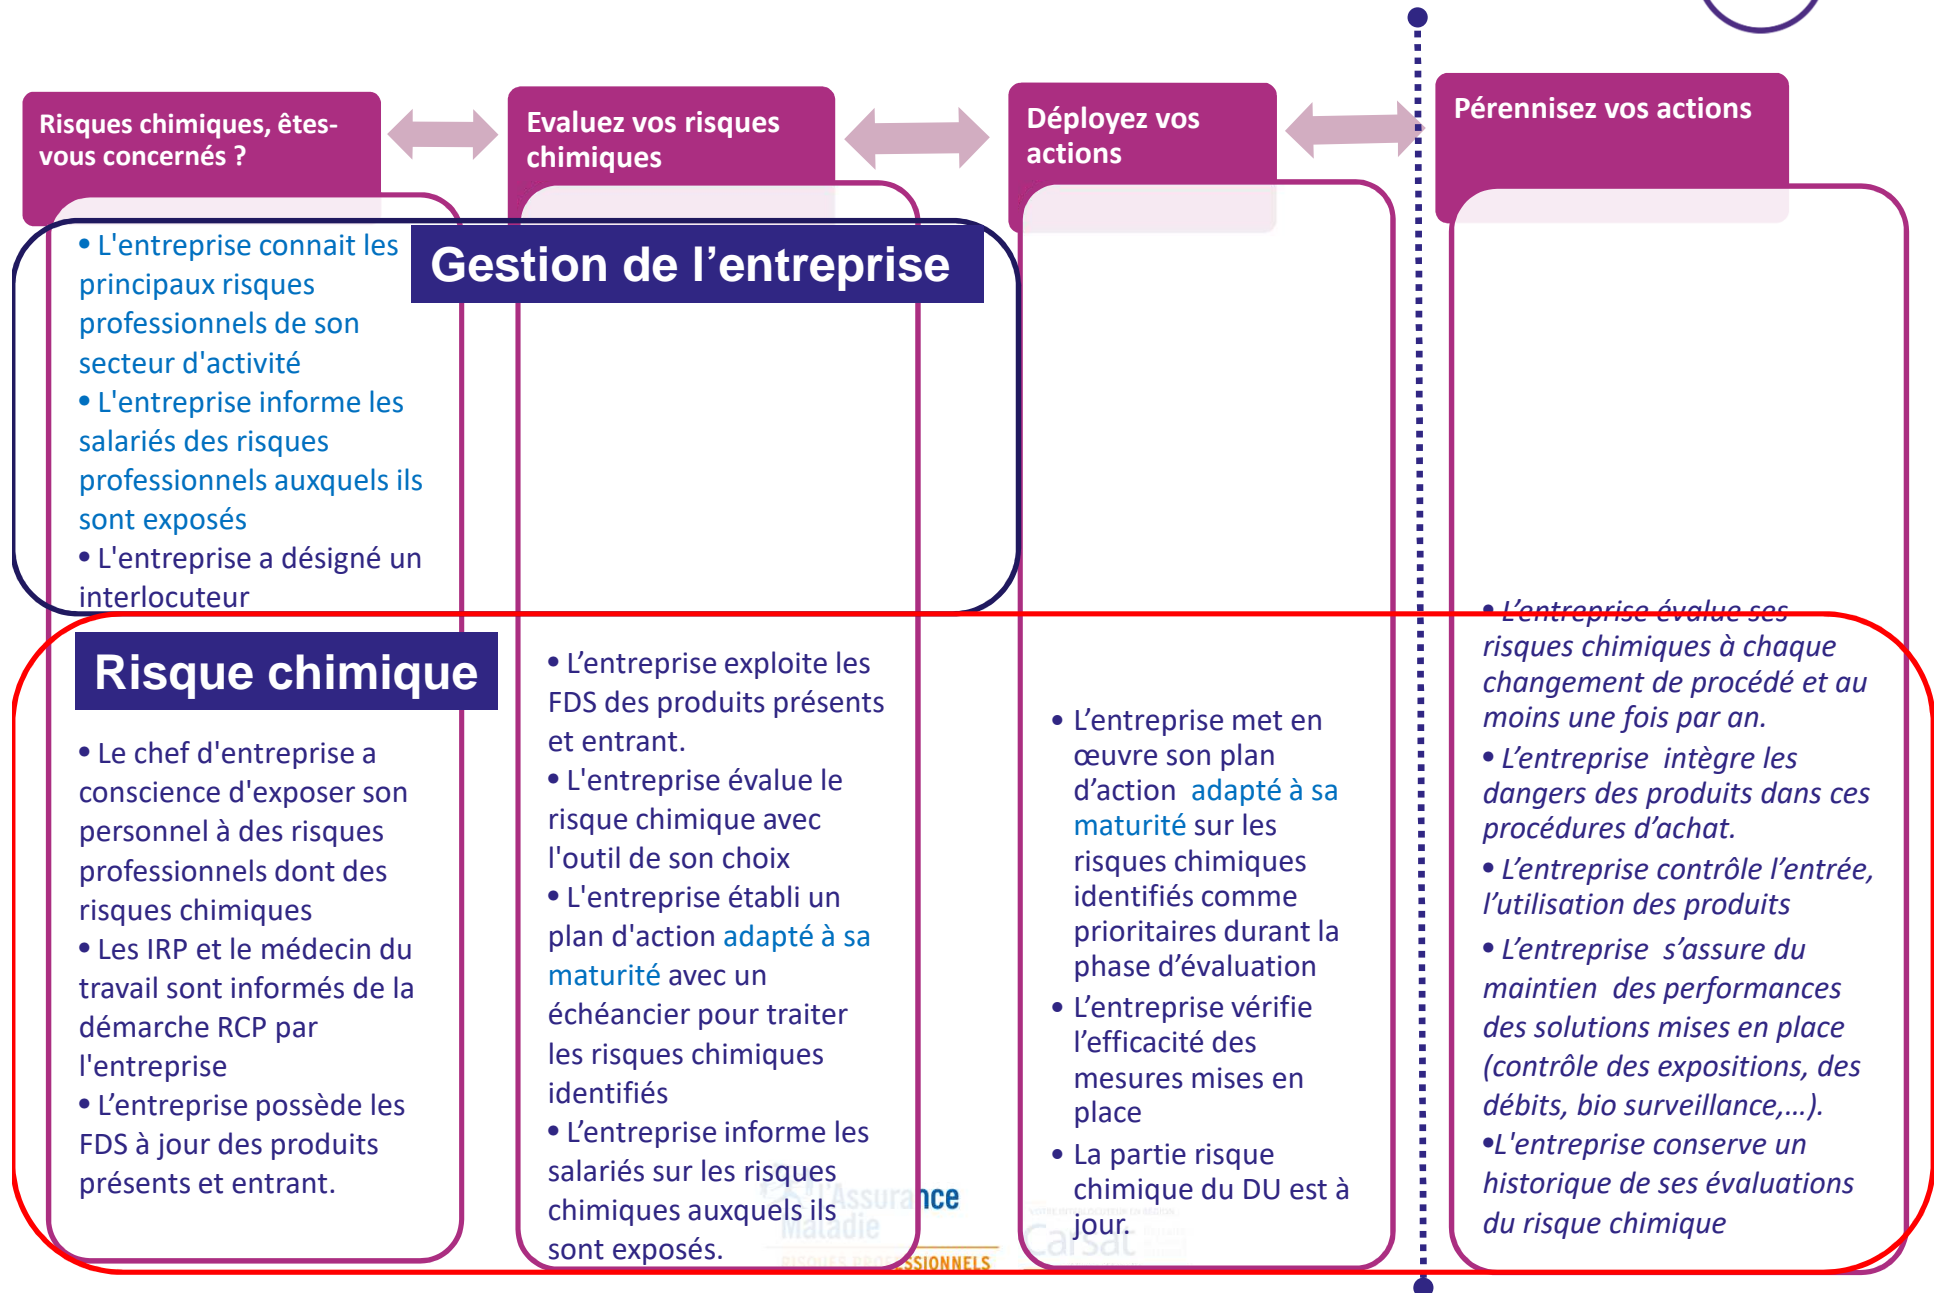 Risques chimiques, êtes-
vous concernés ?
Evaluez vos risques
chimiques
Déployez vos
actions
Pérennisez vos actions
Gestion de l’entreprise
• L'entreprise connait les
principaux risques
professionnels de son
secteur d'activité
• L'entreprise informe les
salariés des risques
professionnels auxquels ils
sont exposés
• L'entreprise a désigné un
interlocuteur
Risque chimique
• Le chef d'entreprise a
conscience d'exposer son
personnel à des risques
professionnels dont des
risques chimiques
• Les IRP et le médecin du
travail sont informés de la
démarche RCP par
l'entreprise
• L’entreprise possède les
FDS à jour des produits
présents et entrant.
• L’entreprise exploite les
FDS des produits présents
et entrant.
• L'entreprise évalue le
risque chimique avec
l'outil de son choix
• L'entreprise établi un
plan d'action adapté à sa
maturité avec un
échéancier pour traiter
les risques chimiques
identifiés
• L’entreprise informe les
salariés sur les risques
chimiques auxquels ils
sont exposés.
• L’entreprise met en
œuvre son plan
d’action  adapté à sa
maturité sur les
risques chimiques
identifiés comme
prioritaires durant la
phase d’évaluation
• L’entreprise vérifie
l’efficacité des
mesures mises en
place
• La partie risque
chimique du DU est à
jour.
• L’entreprise évalue ses
risques chimiques à chaque
changement de procédé et au
moins une fois par an.
• L’entreprise  intègre les
dangers des produits dans ces
procédures d’achat.
• L’entreprise contrôle l’entrée,
l’utilisation des produits
• L’entreprise  s’assure du
maintien  des performances
des solutions mises en place
(contrôle des expositions, des
débits, bio surveillance,…).
•L'entreprise conserve un
historique de ses évaluations
du risque chimique
l'Assurance
Maladie
RISQUES PROFESSIONNELS
VOTRE INTERLOCUTEUR EN RÉGION
Carsat